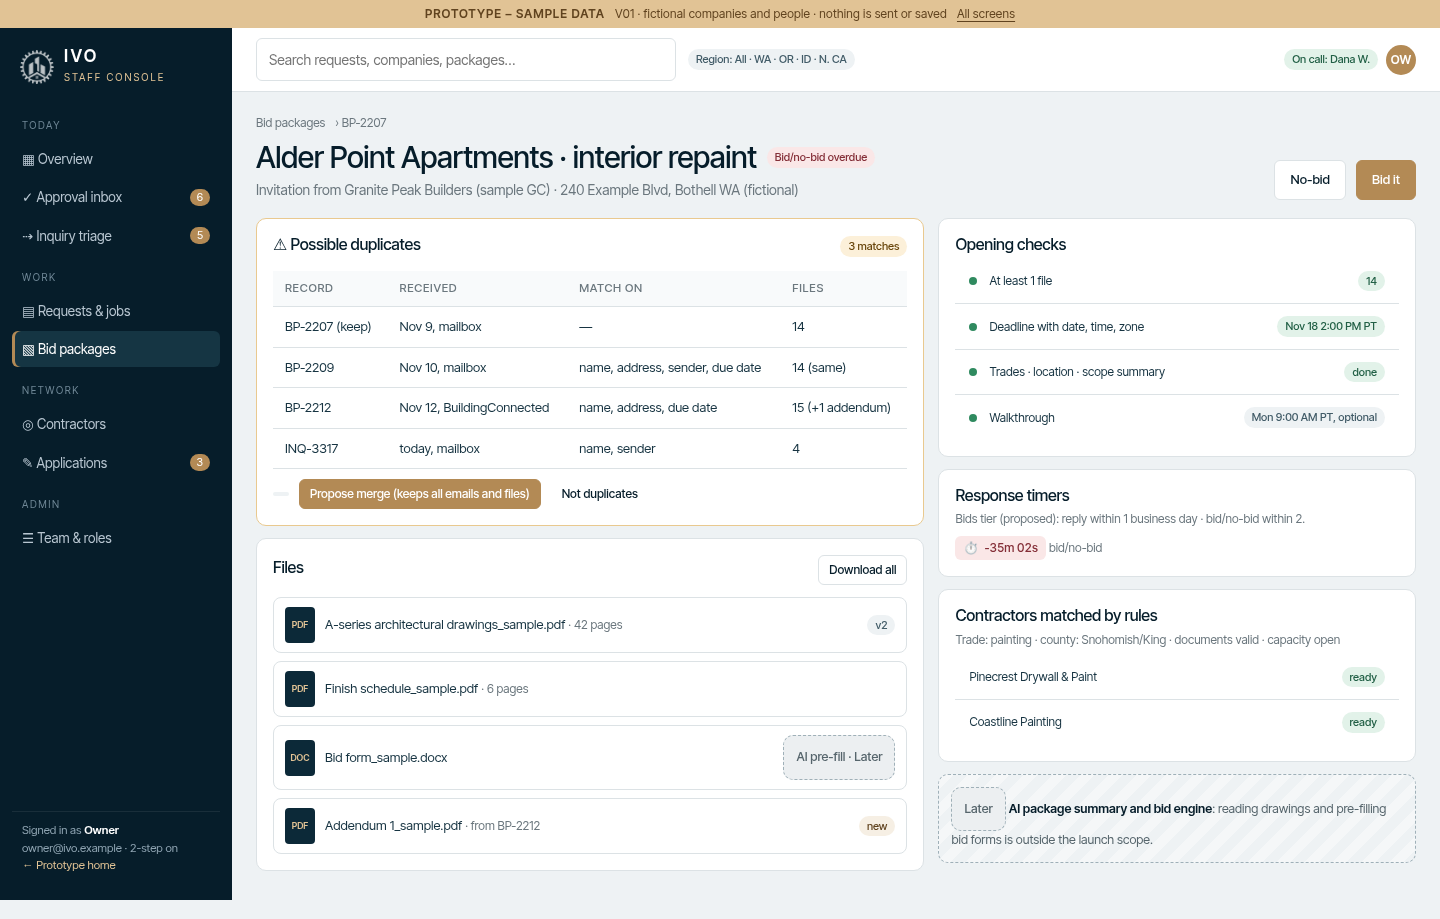 PROTOTYPE – SAMPLE DATA V01 · fictional companies and people · nothing is sent or saved All screens
IVO
STAFF CONSOLE
TODAY
Overview
Approval inbox 6
Inquiry triage 5
WORK
Requests & jobs
Bid packages
NETWORK
Contractors
Applications 3
ADMIN
Team & roles
Signed in as Owner
owner@ivo.example · 2-step on
← Prototype home
Search requests, companies, packages...
Region: All · WA · OR · ID · N. CA
On call: Dana W.
OW
Bid packages › BP-2207
Alder Point Apartments · interior repaint Bid/no-bid overdue
Invitation from Granite Peak Builders (sample GC) · 240 Example Blvd, Bothell WA (fictional)
No-bid
Bid it
⚠ Possible duplicates 3 matches
RECORD RECEIVED MATCH ON FILES
BP-2207 (keep) Nov 9, mailbox — 14
BP-2209 Nov 10, mailbox name, address, sender, due date 14 (same)
BP-2212 Nov 12, BuildingConnected name, address, due date 15 (+1 addendum)
INQ-3317 today, mailbox name, sender 4
Propose merge (keeps all emails and files) Not duplicates
Files Download all
PDF A-series architectural drawings_sample.pdf · 42 pages v2
PDF Finish schedule_sample.pdf · 6 pages
DOC Bid form_sample.docx AI pre-fill · Later
PDF Addendum 1_sample.pdf · from BP-2212 new
Opening checks
At least 1 file 14
Deadline with date, time, zone Nov 18 2:00 PM PT
Trades · location · scope summary done
Walkthrough Mon 9:00 AM PT, optional
Response timers
Bids tier (proposed): reply within 1 business day · bid/no-bid within 2.
⏱ -35m 02s bid/no-bid
Contractors matched by rules
Trade: painting · county: Snohomish/King · documents valid · capacity open
Pinecrest Drywall & Paint ready
Coastline Painting ready
Later AI package summary and bid engine: reading drawings and pre-filling
bid forms is outside the launch scope.